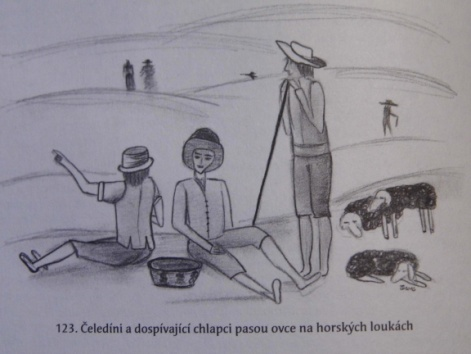 123. Čeledíni a dospívající chlapci pasou ovce na horských loukách